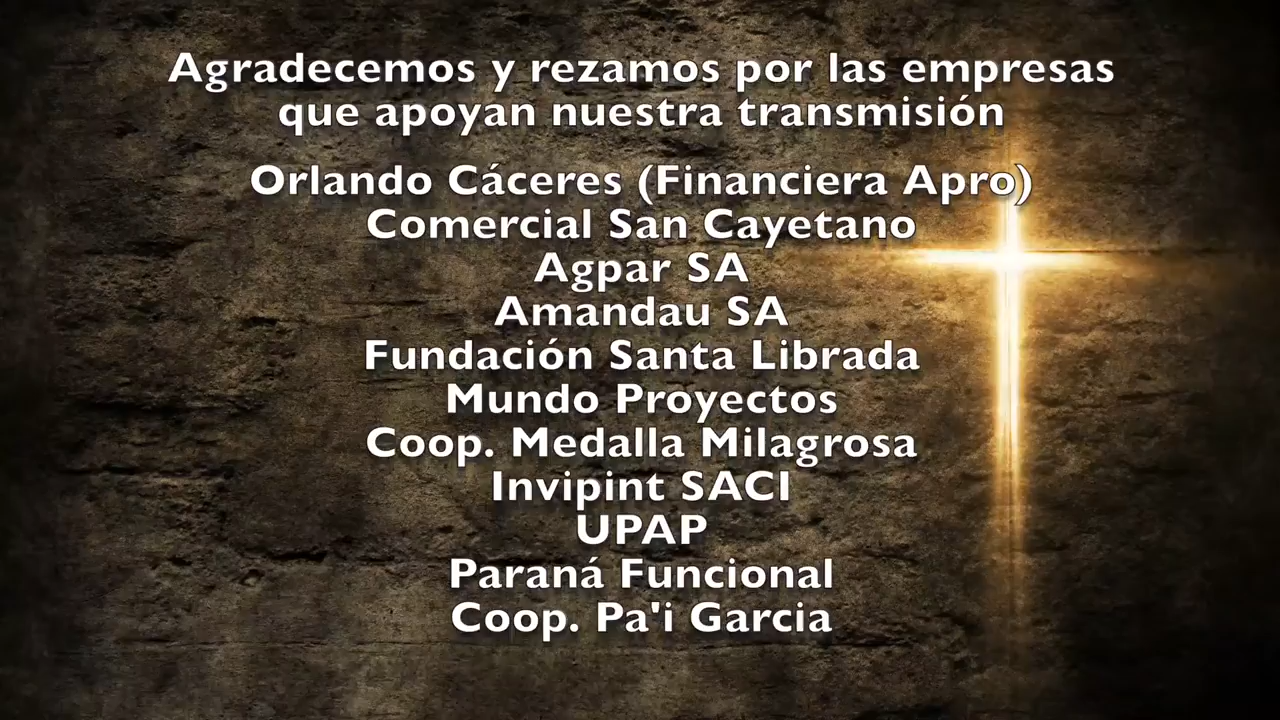 Agradecemos y rezamos por las empresas
que apoyan nuestra transmisión
Orlando Cáceres (Financiera Apro)
Comercial San Cayetano
Agpar SA
Amandau SA
Fundación Santa Librada
Mundo Proyectos
Coop. Medalla Milagrosa
Invipint SACI
UPAP
Paraná Funcional
Coop. Pa'i Garcia